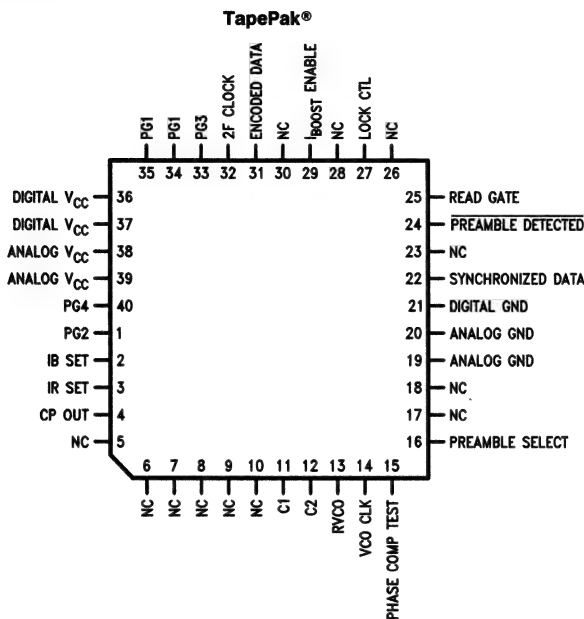 TapePak®
PG1
PG1
PG3
2F CLOCK
ENCODED DATA
NC
IBOOST ENABLE
NC
LOCK CTL
NC
35 34 33 32 31 30 29 28 27 26
DIGITAL VCC 36
DIGITAL VCC 37
ANALOG VCC 38
ANALOG VCC 39
PG4 40
PG2 1
IB SET 2
IR SET 3
CP OUT 4
NC 5
25 READ GATE
24 PREAMBLE DETECTED
23 NC
22 SYNCHRONIZED DATA
21 DIGITAL GND
20 ANALOG GND
19 ANALOG GND
18 NC
17 NC
16 PREAMBLE SELECT
6 7 8 9 10 11 12 13 14 15
NC
NC
NC
NC
NC
C1
C2
RVCO
VCO CLK
PHASE COMP TEST